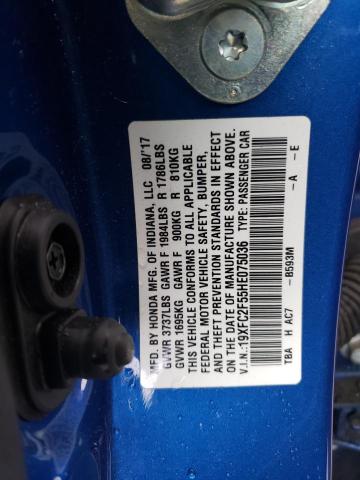 MFD. BY HONDA MFG. OF INDIANA, LLC 08/'17
GVWR 3737LBS GAWR F 1984LBS R 1786LBS
GVWR 1695KG GAWR F 900KG R 810KG
THIS VEHICLE CONFORMS TO ALL APPLICABLE
FEDERAL MOTOR VEHICLE SAFETY, BUMPER,
AND THEFT PREVENTION STANDARDS IN EFFECT
ON THE DATE OF MANUFACTURE SHOWN ABOVE.
V.I.N.:19XFC2F55HE075036 TYPE: PASSENGER CAR
TBA H AC7 -B593M -A -E